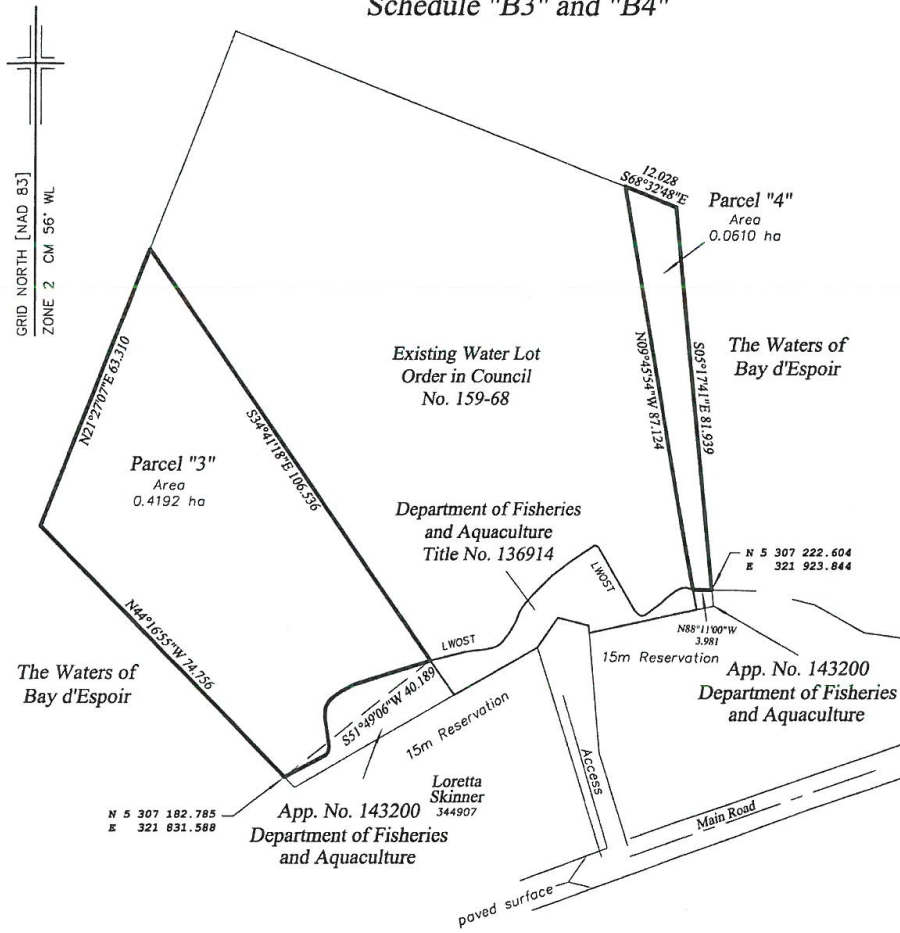 Schedule "B3" and "B4"
GRID NORTH [NAD 83]
ZONE 2 CM 56° WL
12.028
S68°32'48"E
Parcel "4"
Area
0.0610 ha
N09°45'54"W 87.124
S05°17'41"E 81.939
The Waters of
Bay d'Espoir
Existing Water Lot
Order in Council
No. 159-68
N21°27'07"E 63.310
S34°41'18"E 106.536
Parcel "3"
Area
0.4192 ha
Department of Fisheries
and Aquaculture
Title No. 136914
LWOST
N 5 307 222.604
E 321 923.844
N88°11'00"W
3.981
LWOST
15m Reservation
App. No. 143200
Department of Fisheries
and Aquaculture
N44°16'55"W 74.756
The Waters of
Bay d'Espoir
S51°49'06"W 40.189
15m Reservation
Loretta
Skinner
344907
Access
N 5 307 182.785
E 321 831.588
App. No. 143200
Department of Fisheries
and Aquaculture
Main Road
paved surface